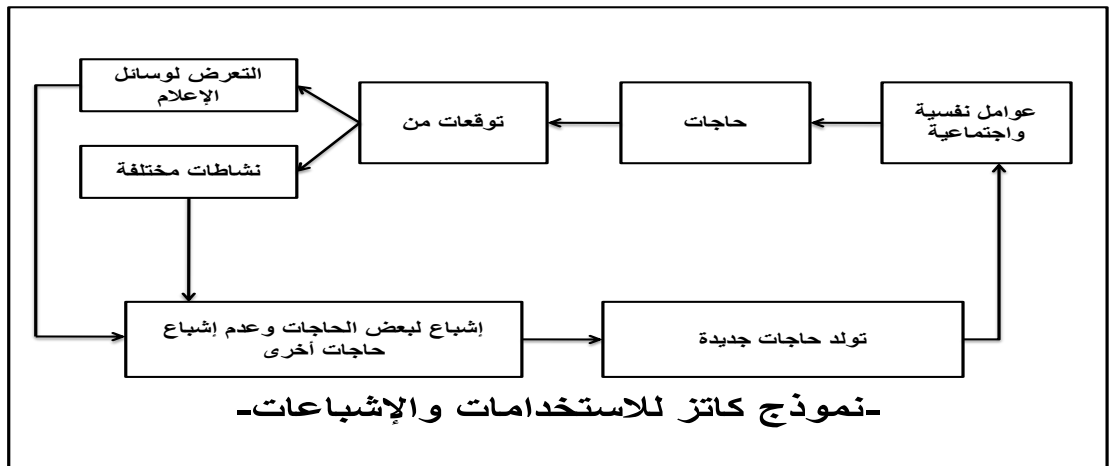 عوامل نفسية
واجتماعية
حاجات
توقعات من
التعرض لوسائل
الإعلام
نشاطات مختلفة
إشباع لبعض الحاجات وعدم إشباع
حاجات أخرى
تولد حاجات جديدة
-نموذج كاتز للاستخدامات والإشباعات-